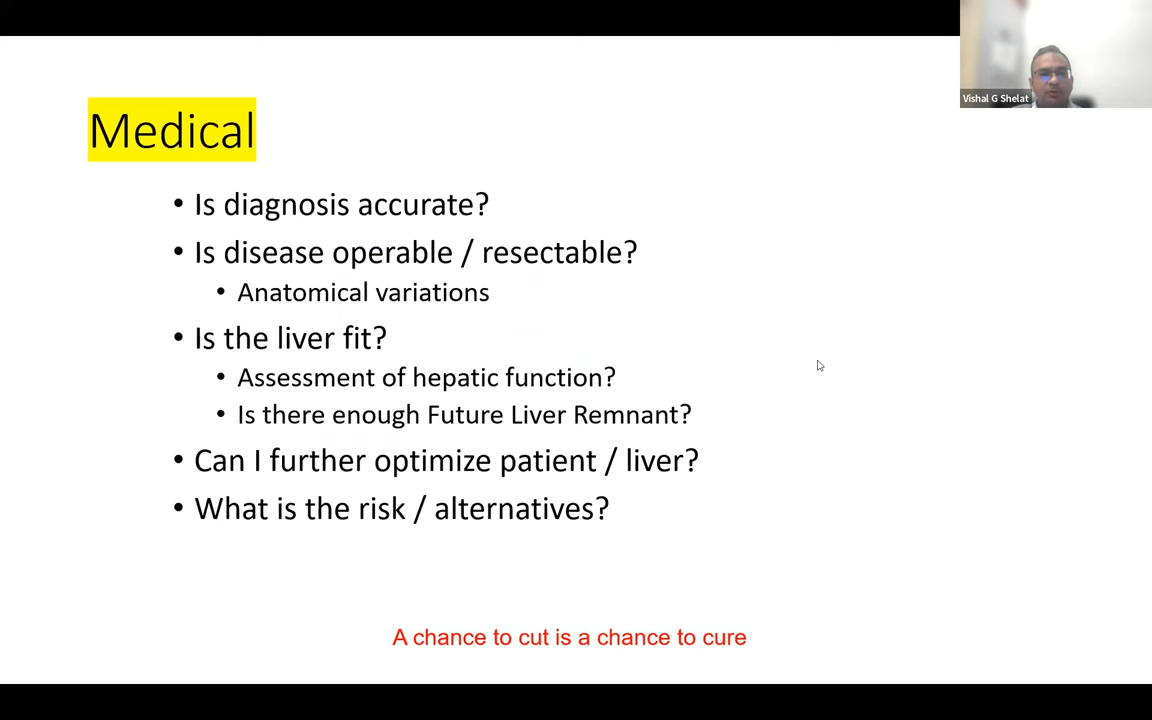 Vishal G Shelat
Medical
• Is diagnosis accurate?
• Is disease operable / resectable?
• Anatomical variations
• Is the liver fit?
• Assessment of hepatic function?
• Is there enough Future Liver Remnant?
• Can I further optimize patient / liver?
• What is the risk / alternatives?
A chance to cut is a chance to cure